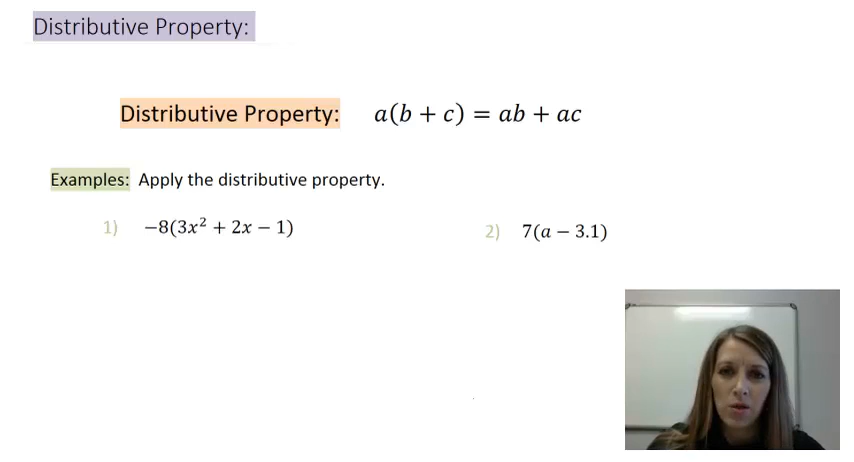 Distributive Property:
Distributive Property: a(b + c) = ab + ac
Examples: Apply the distributive property.
1) −8(3x² + 2x − 1) 2) 7(a − 3.1)